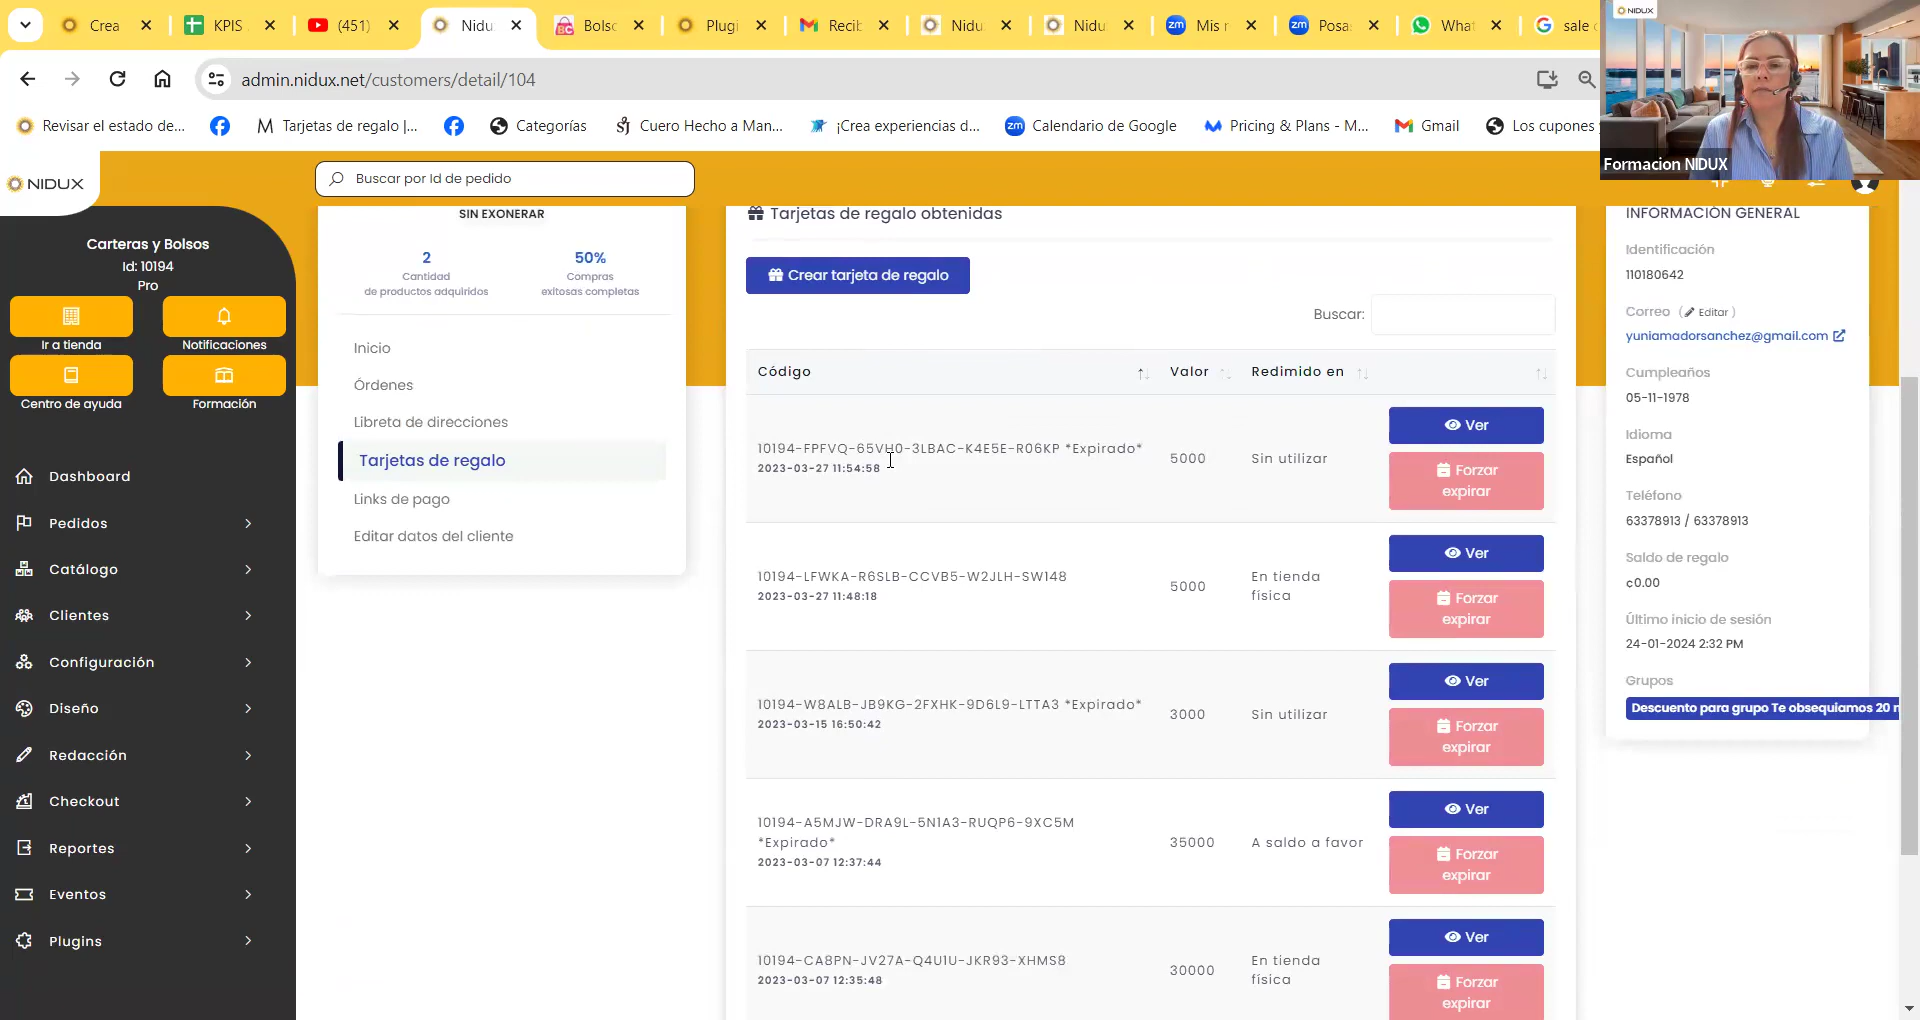 Crea
KPIS
(451)
Nidu
Bols
Plugi
Recib
Nidu
Nidu
Mis r
Posa
What
sale
admin.nidux.net/customers/detail/104
Revisar el estado de...
Tarjetas de regalo |...
Categorías
Cuero Hecho a Man...
¡Crea experiencias d...
Calendario de Google
Pricing & Plans - M...
Gmail
Los cupones
NIDUX
Formacion NIDUX
NIDUX
Buscar por Id de pedido
Carteras y Bolsos
Id: 10194
Pro
Ir a tienda
Notificaciones
Centro de ayuda
Formación
Dashboard
Pedidos
Catálogo
Clientes
Configuración
Diseño
Redacción
Checkout
Reportes
Eventos
Plugins
SIN EXONERAR
2
Cantidad
de productos adquiridos
50%
Compras
exitosas completas
Inicio
Órdenes
Libreta de direcciones
Tarjetas de regalo
Links de pago
Editar datos del cliente
Tarjetas de regalo obtenidas
Crear tarjeta de regalo
Buscar:
Código
Valor
Redimido en
10194-FPFVQ-65VH0-3LBAC-K4E5E-R06KP *Expirado*
2023-03-27 11:54:58
5000
Sin utilizar
Ver
Forzar
expirar
10194-LFWKA-R6SLB-CCVB5-W2JLH-SW148
2023-03-27 11:48:18
5000
En tienda
física
Ver
Forzar
expirar
10194-W8ALB-JB9KG-2FXHK-9D6L9-LTTA3 *Expirado*
2023-03-15 16:50:42
3000
Sin utilizar
Ver
Forzar
expirar
10194-A5MJW-DRA9L-5N1A3-RUQP6-9XC5M
*Expirado*
2023-03-07 12:37:44
35000
A saldo a favor
Ver
Forzar
expirar
10194-CA8PN-JV27A-Q4U1U-JKR93-XHMS8
2023-03-07 12:35:48
30000
En tienda
física
Ver
Forzar
expirar
INFORMACIÓN GENERAL
Identificación
110180642
Correo ( Editar )
yuniamadorsanchez@gmail.com
Cumpleaños
05-11-1978
Idioma
Español
Teléfono
63378913 / 63378913
Saldo de regalo
¢0.00
Último inicio de sesión
24-01-2024 2:32 PM
Grupos
Descuento para grupo Te obsequiamos 20